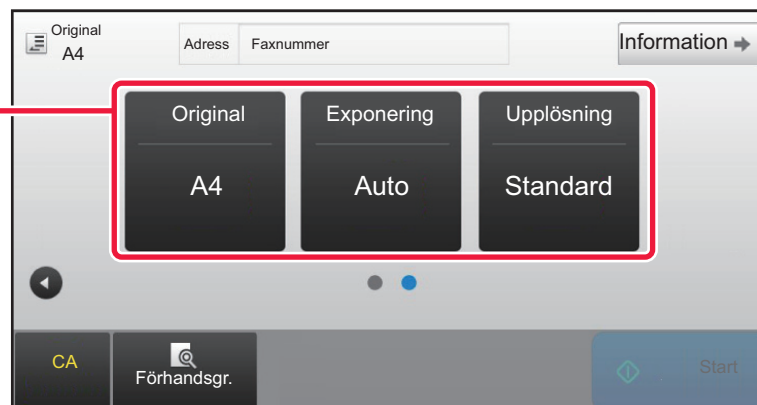 Original
A4
Adress Faxnummer
Information
Original Exponering Upplösning
A4 Auto Standard
CA
Förhandsgr.
Start